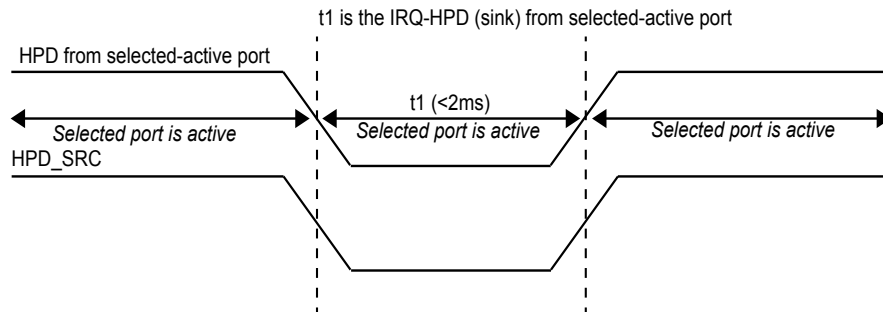 t1 is the IRQ-HPD (sink) from selected-active port
HPD from selected-active port
t1 (<2ms)
Selected port is active
Selected port is active
Selected port is active
HPD_SRC